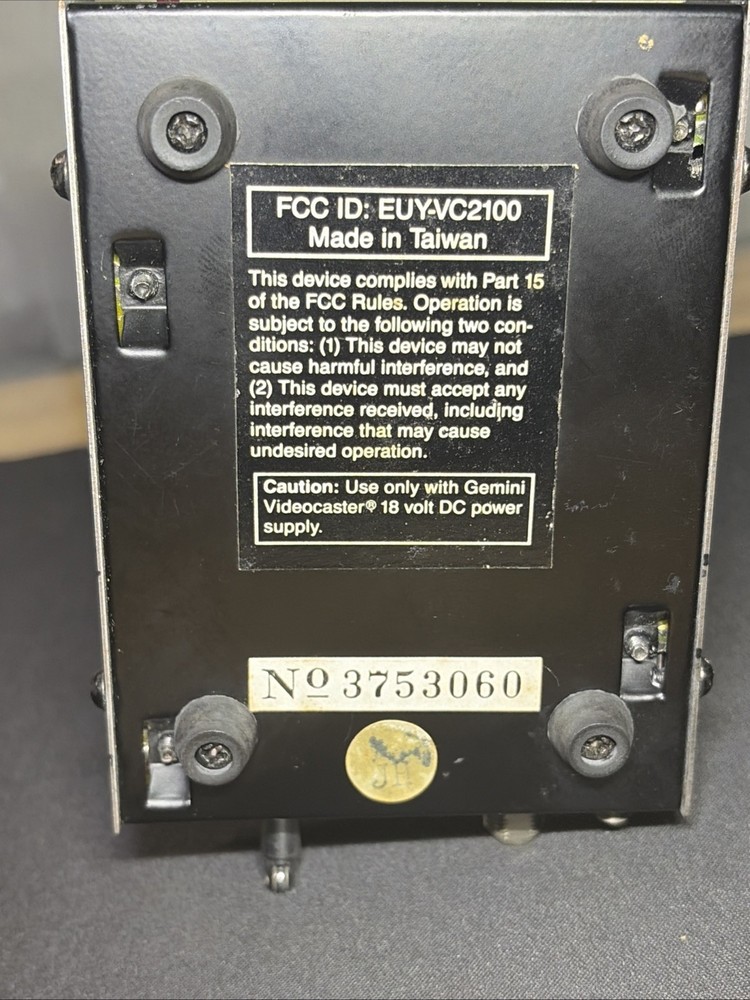 FCC ID: EUY-VC2100
Made in Taiwan
This device complies with Part 15
of the FCC Rules. Operation is
subject to the following two con-
ditions: (1) This device may not
cause harmful interference, and
(2) This device must accept any
interference received, including
interference that may cause
undesired operation.
Caution: Use only with Gemini
Videocaster® 18 volt DC power
supply.
No 3753060